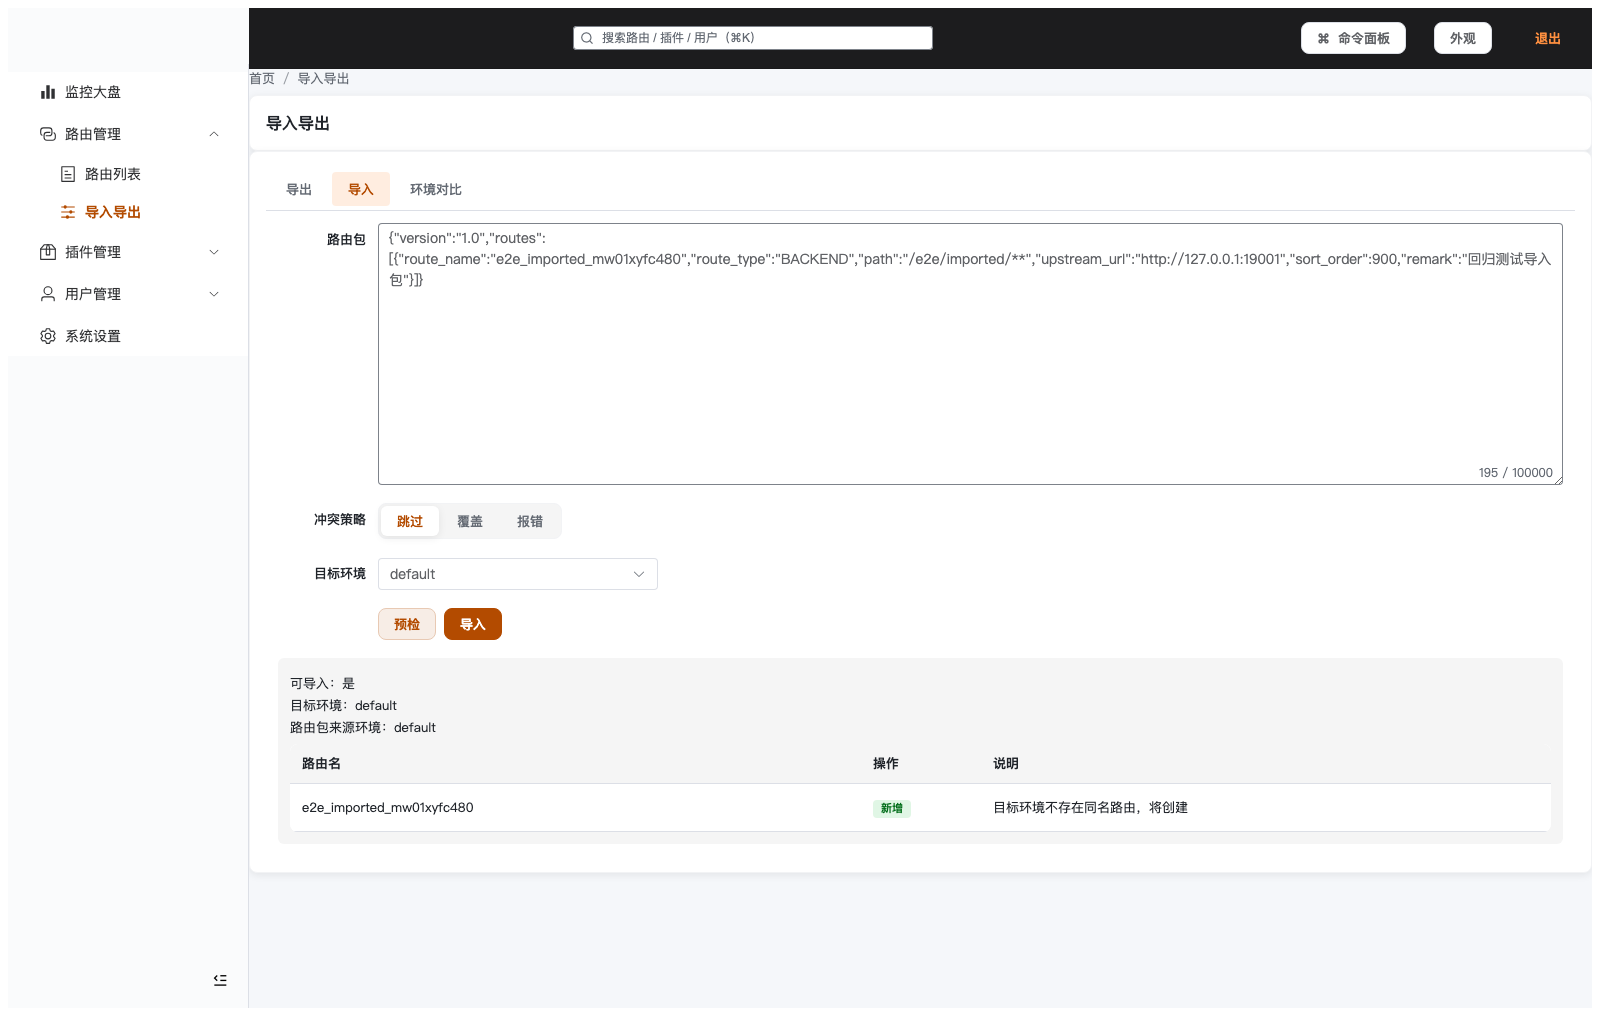 搜索路由 / 插件 / 用户（⌘K）
⌘ 命令面板
外观
退出
监控大盘
路由管理
路由列表
导入导出
插件管理
用户管理
系统设置
首页 / 导入导出
导入导出
导出
导入
环境对比
路由包
{"version":"1.0","routes":
[{"route_name":"e2e_imported_mw01xyfc480","route_type":"BACKEND","path":"/e2e/imported/**","upstream_url":"http://127.0.0.1:19001","sort_order":900,"remark":"回归测试导入
包"}]}
195 / 100000
冲突策略
跳过
覆盖
报错
目标环境
default
预检
导入
可导入：是
目标环境：default
路由包来源环境：default
路由名 操作 说明
e2e_imported_mw01xyfc480 新增 目标环境不存在同名路由，将创建